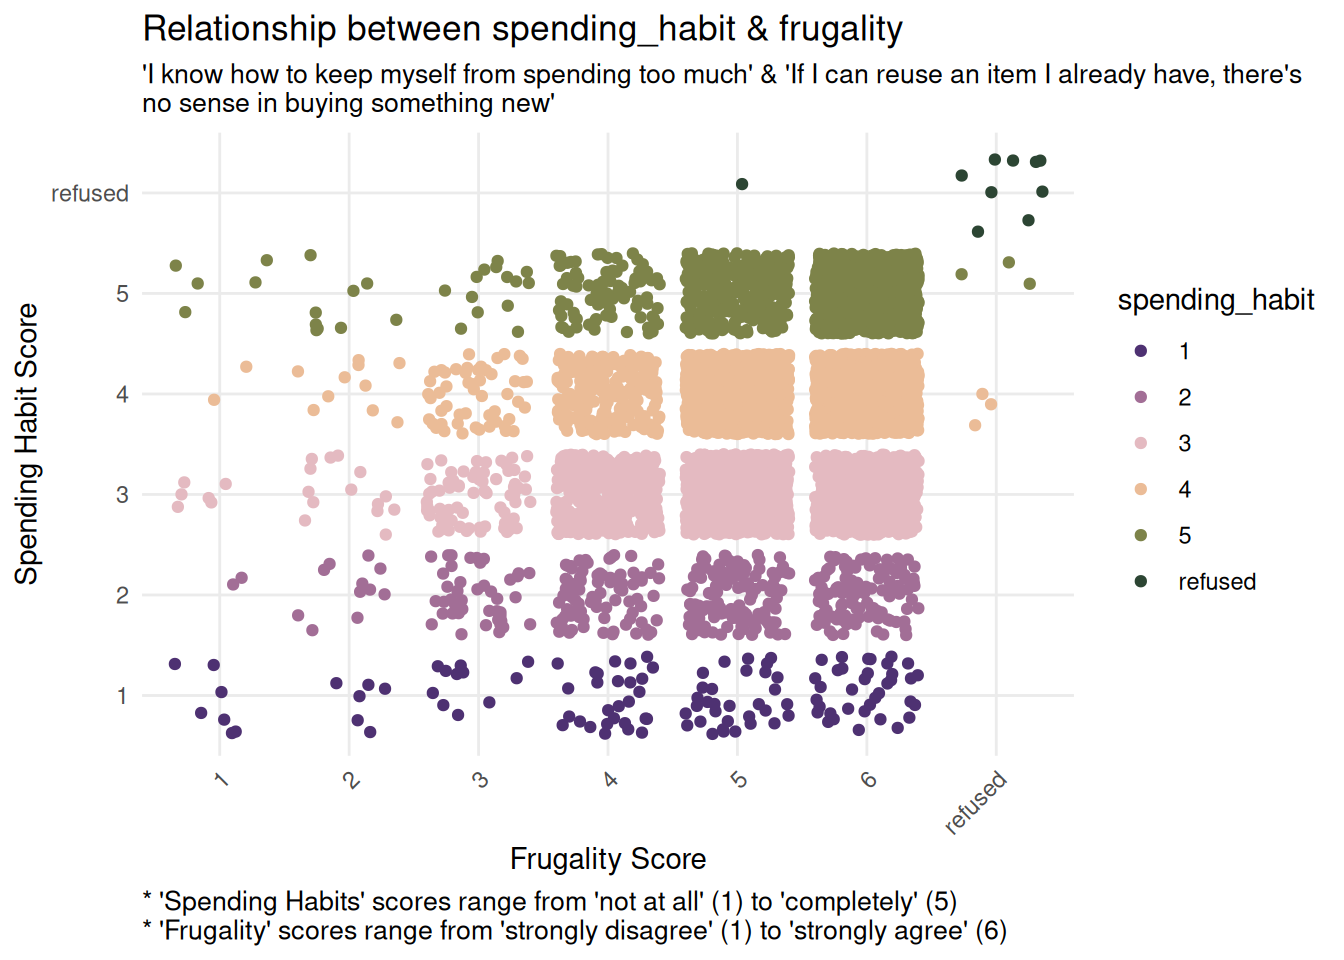 Relationship between spending_habit & frugality
'I know how to keep myself from spending too much' & 'If I can reuse an item I already have, there's
no sense in buying something new'
Spending Habit Score
refused
5
4
3
2
1
1
2
3
4
5
6
refused
Frugality Score
spending_habit
1
2
3
4
5
refused
* 'Spending Habits' scores range from 'not at all' (1) to 'completely' (5)
* 'Frugality' scores range from 'strongly disagree' (1) to 'strongly agree' (6)